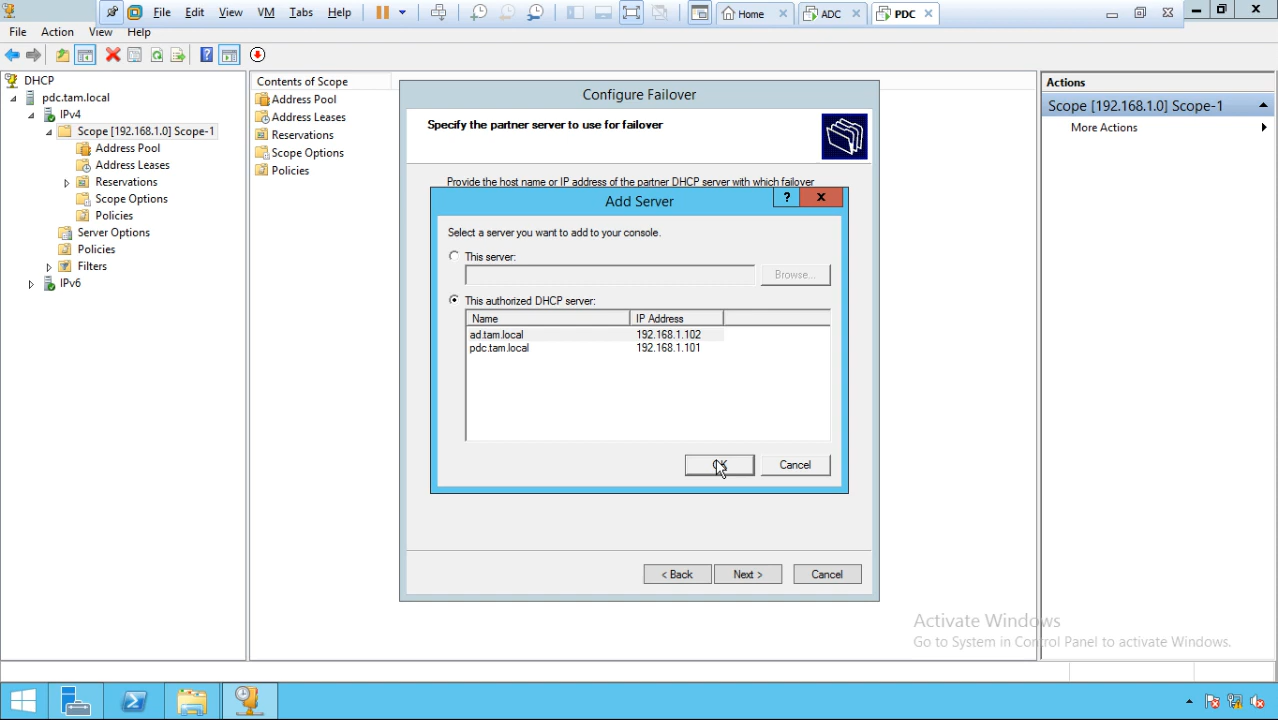 File Edit View VM Tabs Help Home ADC PDC
File Action View Help
DHCP
pdc.tam.local
IPv4
Scope [192.168.1.0] Scope-1
Address Pool
Address Leases
Reservations
Scope Options
Policies
Server Options
Policies
Filters
IPv6
Contents of Scope
Address Pool
Address Leases
Reservations
Scope Options
Policies
Configure Failover
Specify the partner server to use for failover
Provide the host name or IP address of the partner DHCP server with which failover
Add Server
Select a server you want to add to your console.
This server:
Browse...
This authorized DHCP server:
Name IP Address
ad.tam.local 192.168.1.102
pdc.tam.local 192.168.1.101
OK Cancel
< Back Next > Cancel
Actions
Scope [192.168.1.0] Scope-1
More Actions
Activate Windows
Go to System in Control Panel to activate Windows.